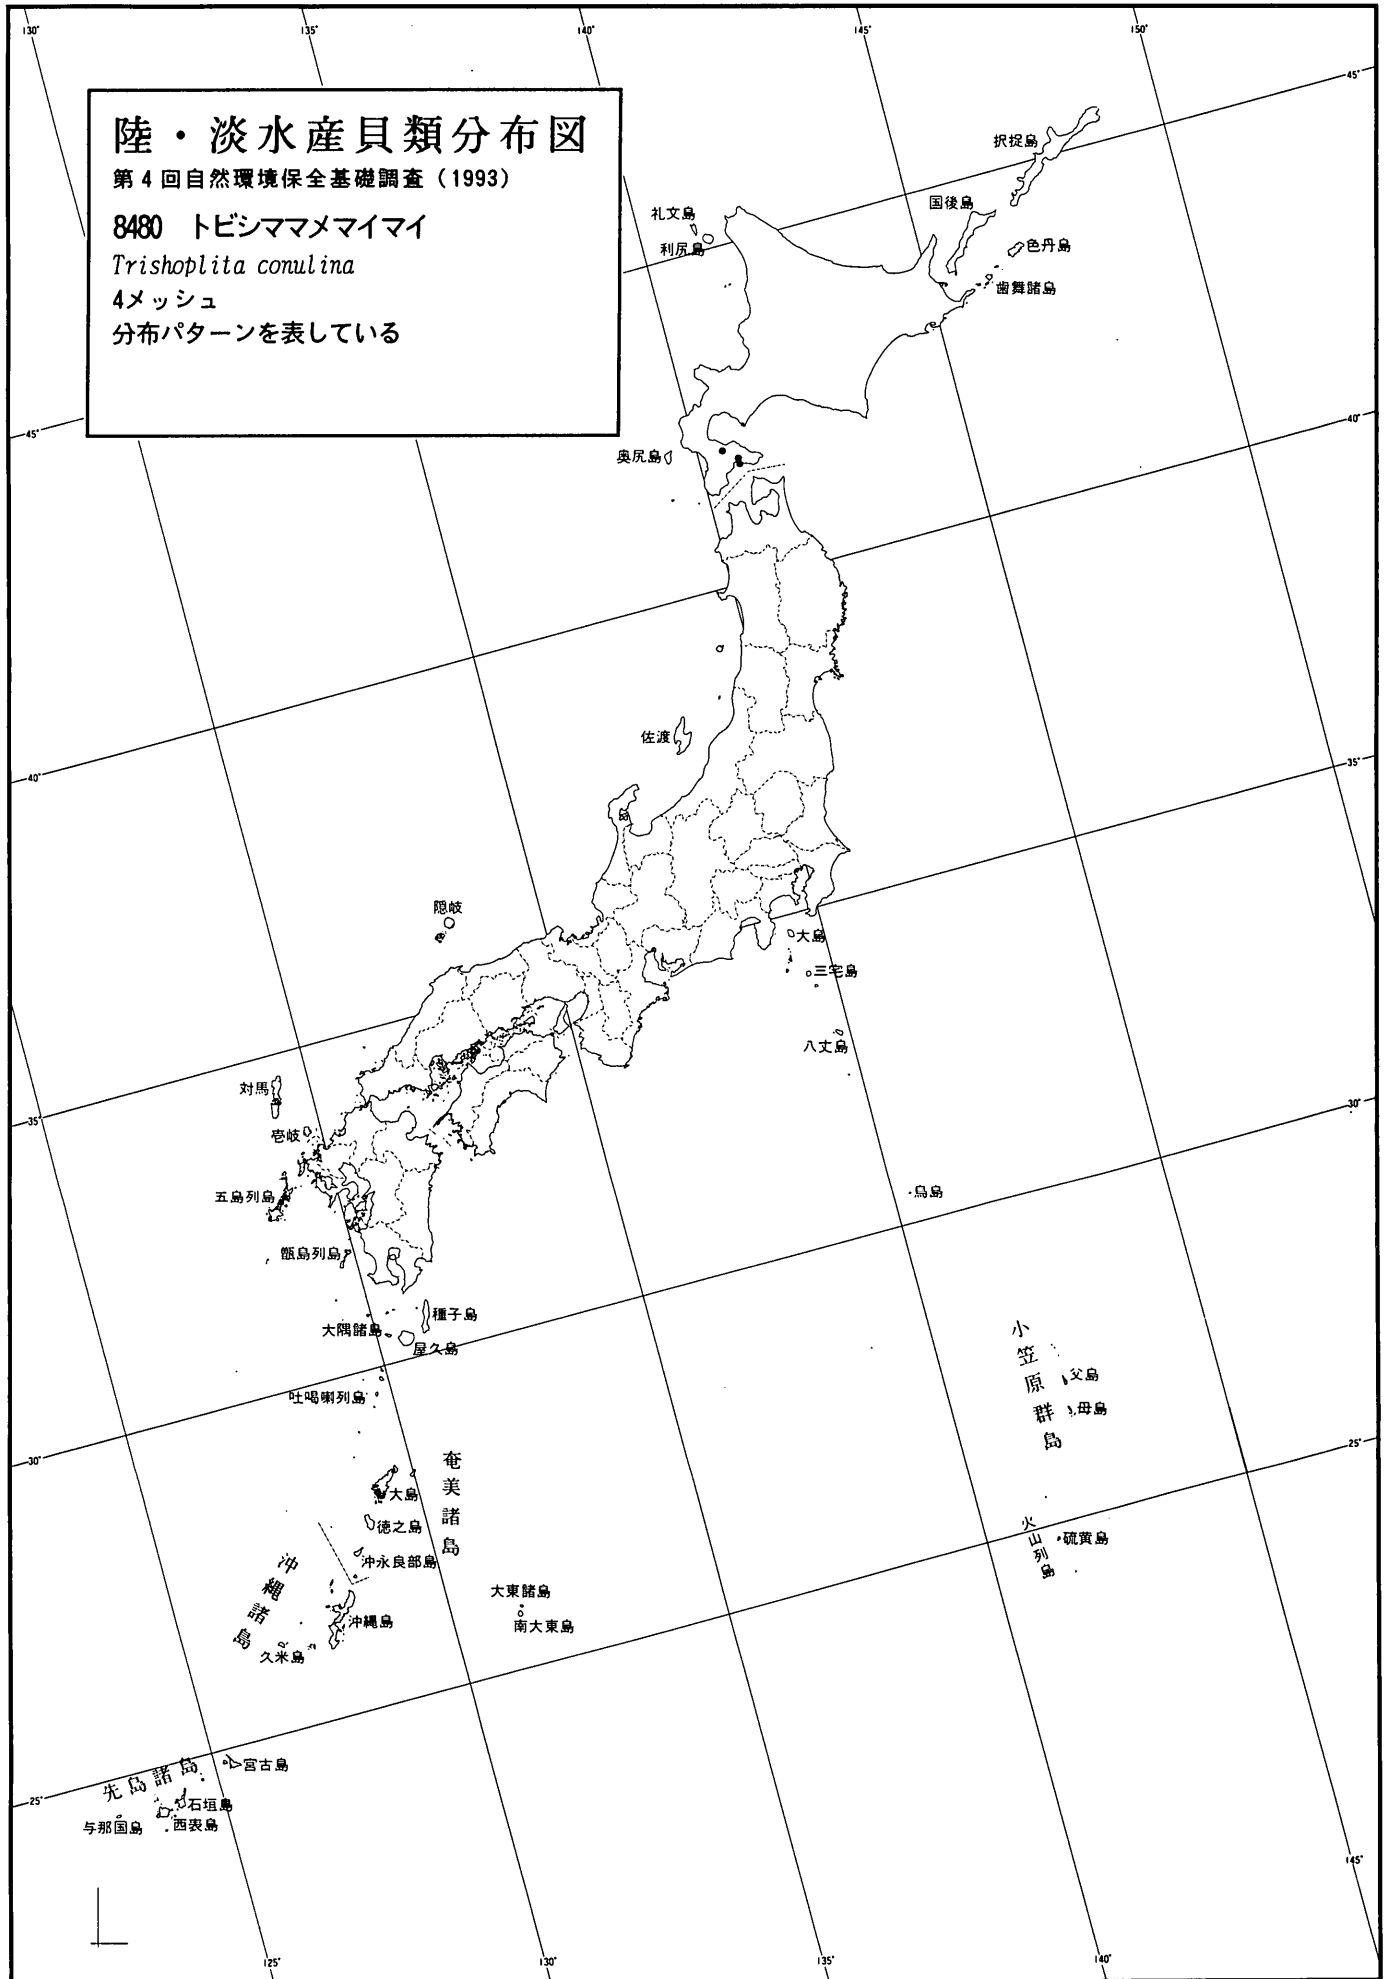 130°
135°
140°
145°
150°
陸・淡水産貝類分布図
第4回自然環境保全基礎調査（1993）
8480　トビシママメマイマイ
Trishoplita conulina
4メッシュ
分布パターンを表している
45°
択捉島
国後島
色丹島
歯舞諸島
礼文島
利尻島
45°
40°
奥尻島
佐渡
40°
35°
隠岐
大島
三宅島
八丈島
対馬
35°
壱岐
30°
五島列島
鳥島
甑島列島
種子島
大隅諸島
屋久島
小笠原群島
父島
吐喝喇列島
母島
25°
30°
奄美諸島
大島
徳之島
火山列島
硫黄島
沖永良部島
沖縄諸島
大東諸島
沖縄島
南大東島
久米島
先島諸島
宮古島
25°
石垣島
与那国島
西表島
145°
125°
130°
135°
140°